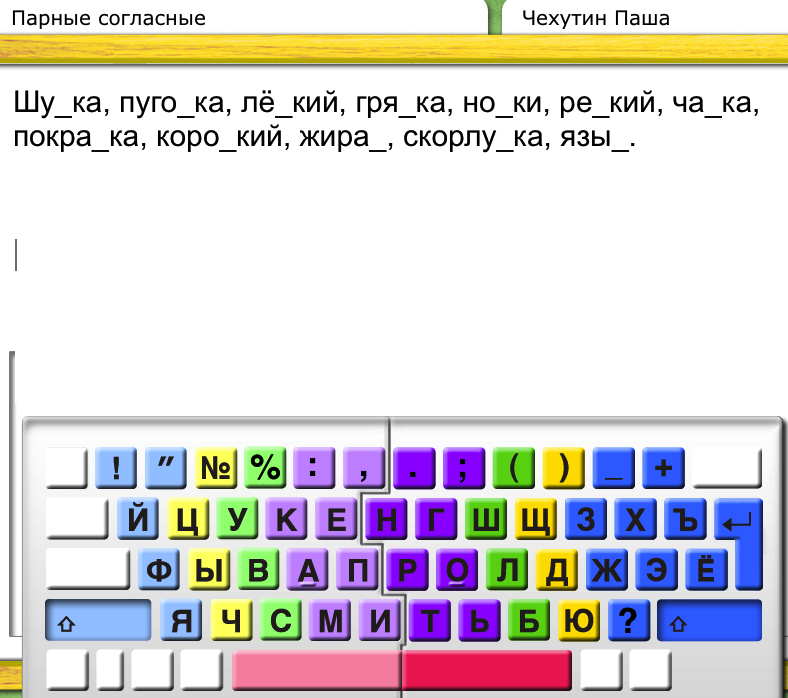 Парные согласные
Чехутин Паша
Шу_ка, пуго_ка, лё_кий, гря_ка, но_ки, ре_кий, ча_ка,
покра_ка, коро_кий, жира_, скорлу_ка, язы_.
! " № % : , . ; ( ) _ +
Й Ц У К Е Н Г Ш Щ З Х Ъ
Ф Ы В А П Р О Л Д Ж Э Ё
Я Ч С М И Т Ь Б Ю ?